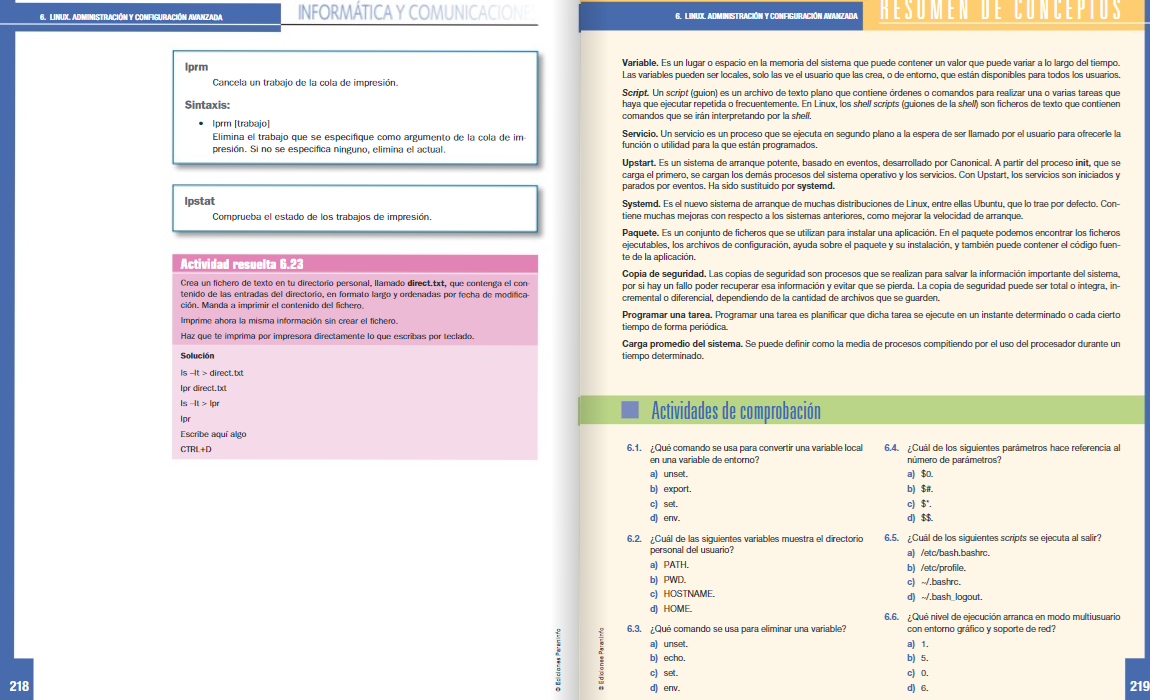 6. LINUX. ADMINISTRACIÓN Y CONFIGURACIÓN AVANZADA
INFORMÁTICA Y COMUNICACIONES
lprm
Cancela un trabajo de la cola de impresión.
Sintaxis:
• lprm [trabajo]
Elimina el trabajo que se especifique como argumento de la cola de im-
presión. Si no se especifica ninguno, elimina el actual.
lpstat
Comprueba el estado de los trabajos de impresión.
Actividad resuelta 6.23
Crea un fichero de texto en tu directorio personal, llamado direct.txt, que contenga el con-
tenido de las entradas del directorio, en formato largo y ordenadas por fecha de modifica-
ción. Manda a imprimir el contenido del fichero.
Imprime ahora la misma información sin crear el fichero.
Haz que te imprima por impresora directamente lo que escribas por teclado.
Solución
ls –lt > direct.txt
lpr direct.txt
ls –lt > lpr
lpr
Escribe aquí algo
CTRL+D
© Ediciones Paraninfo
218
6. LINUX. ADMINISTRACIÓN Y CONFIGURACIÓN AVANZADA
RESUMEN DE CONCEPTOS
Variable. Es un lugar o espacio en la memoria del sistema que puede contener un valor que puede variar a lo largo del tiempo.
Las variables pueden ser locales, solo las ve el usuario que las crea, o de entorno, que están disponibles para todos los usuarios.
Script. Un script (guion) es un archivo de texto plano que contiene órdenes o comandos para realizar una o varias tareas que
haya que ejecutar repetida o frecuentemente. En Linux, los shell scripts (guiones de la shell) son ficheros de texto que contienen
comandos que se irán interpretando por la shell.
Servicio. Un servicio es un proceso que se ejecuta en segundo plano a la espera de ser llamado por el usuario para ofrecerle la
función o utilidad para la que están programados.
Upstart. Es un sistema de arranque potente, basado en eventos, desarrollado por Canonical. A partir del proceso init, que se
carga el primero, se cargan los demás procesos del sistema operativo y los servicios. Con Upstart, los servicios son iniciados y
parados por eventos. Ha sido sustituido por systemd.
Systemd. Es el nuevo sistema de arranque de muchas distribuciones de Linux, entre ellas Ubuntu, que lo trae por defecto. Con-
tiene muchas mejoras con respecto a los sistemas anteriores, como mejorar la velocidad de arranque.
Paquete. Es un conjunto de ficheros que se utilizan para instalar una aplicación. En el paquete podemos encontrar los ficheros
ejecutables, los archivos de configuración, ayuda sobre el paquete y su instalación, y también puede contener el código fuen-
te de la aplicación.
Copia de seguridad. Las copias de seguridad son procesos que se realizan para salvar la información importante del sistema,
por si hay un fallo poder recuperar esa información y evitar que se pierda. La copia de seguridad puede ser total o íntegra, in-
cremental o diferencial, dependiendo de la cantidad de archivos que se guarden.
Programar una tarea. Programar una tarea es planificar que dicha tarea se ejecute en un instante determinado o cada cierto
tiempo de forma periódica.
Carga promedio del sistema. Se puede definir como la media de procesos compitiendo por el uso del procesador durante un
tiempo determinado.
Actividades de comprobación
6.1. ¿Qué comando se usa para convertir una variable local
en una variable de entorno?
a) unset.
b) export.
c) set.
d) env.
6.2. ¿Cuál de las siguientes variables muestra el directorio
personal del usuario?
a) PATH.
b) PWD.
c) HOSTNAME.
d) HOME.
6.3. ¿Qué comando se usa para eliminar una variable?
a) unset.
b) echo.
c) set.
d) env.
6.4. ¿Cuál de los siguientes parámetros hace referencia al
número de parámetros?
a) $0.
b) $#.
c) $*.
d) $$.
6.5. ¿Cuál de los siguientes scripts se ejecuta al salir?
a) /etc/bash.bashrc.
b) /etc/profile.
c) ~/.bashrc.
d) ~/.bash_logout.
6.6. ¿Qué nivel de ejecución arranca en modo multiusuario
con entorno gráfico y soporte de red?
a) 1.
b) 5.
c) 0.
d) 6.
© Ediciones Paraninfo
219